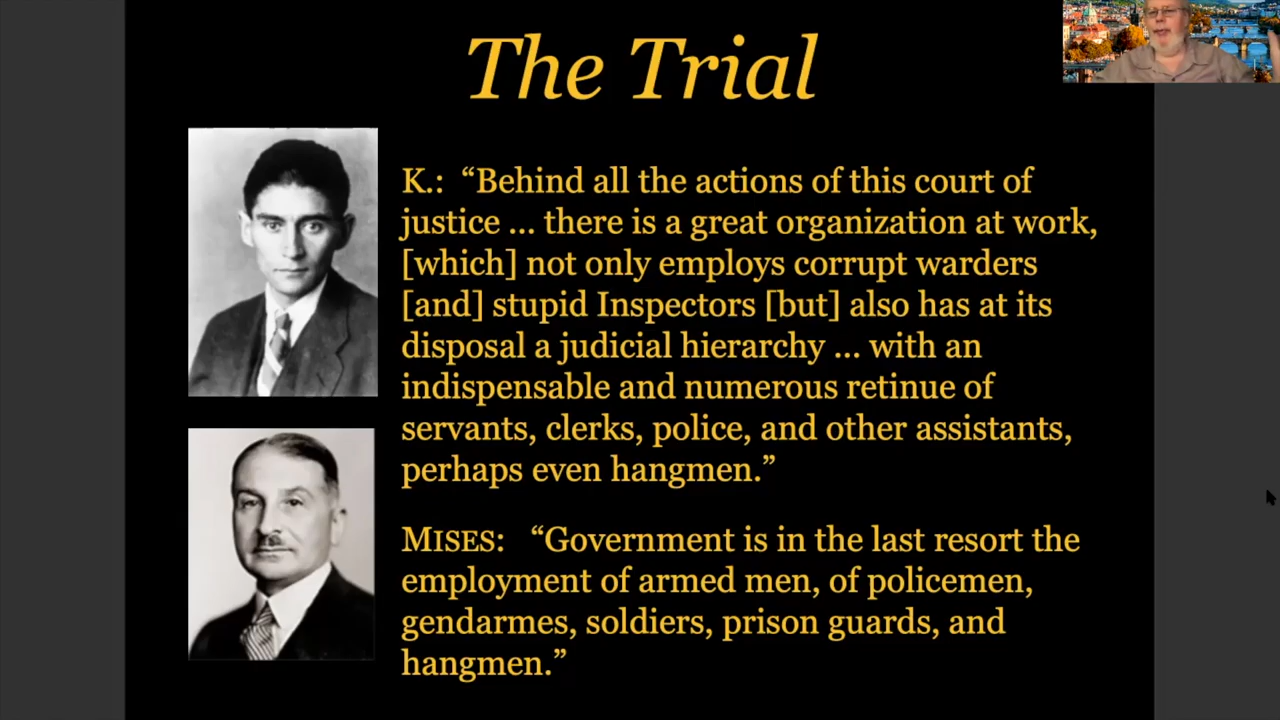 The Trial
K.: “Behind all the actions of this court of
justice ... there is a great organization at work,
[which] not only employs corrupt warders
[and] stupid Inspectors [but] also has at its
disposal a judicial hierarchy ... with an
indispensable and numerous retinue of
servants, clerks, police, and other assistants,
perhaps even hangmen.”
MISES: “Government is in the last resort the
employment of armed men, of policemen,
gendarmes, soldiers, prison guards, and
hangmen.”